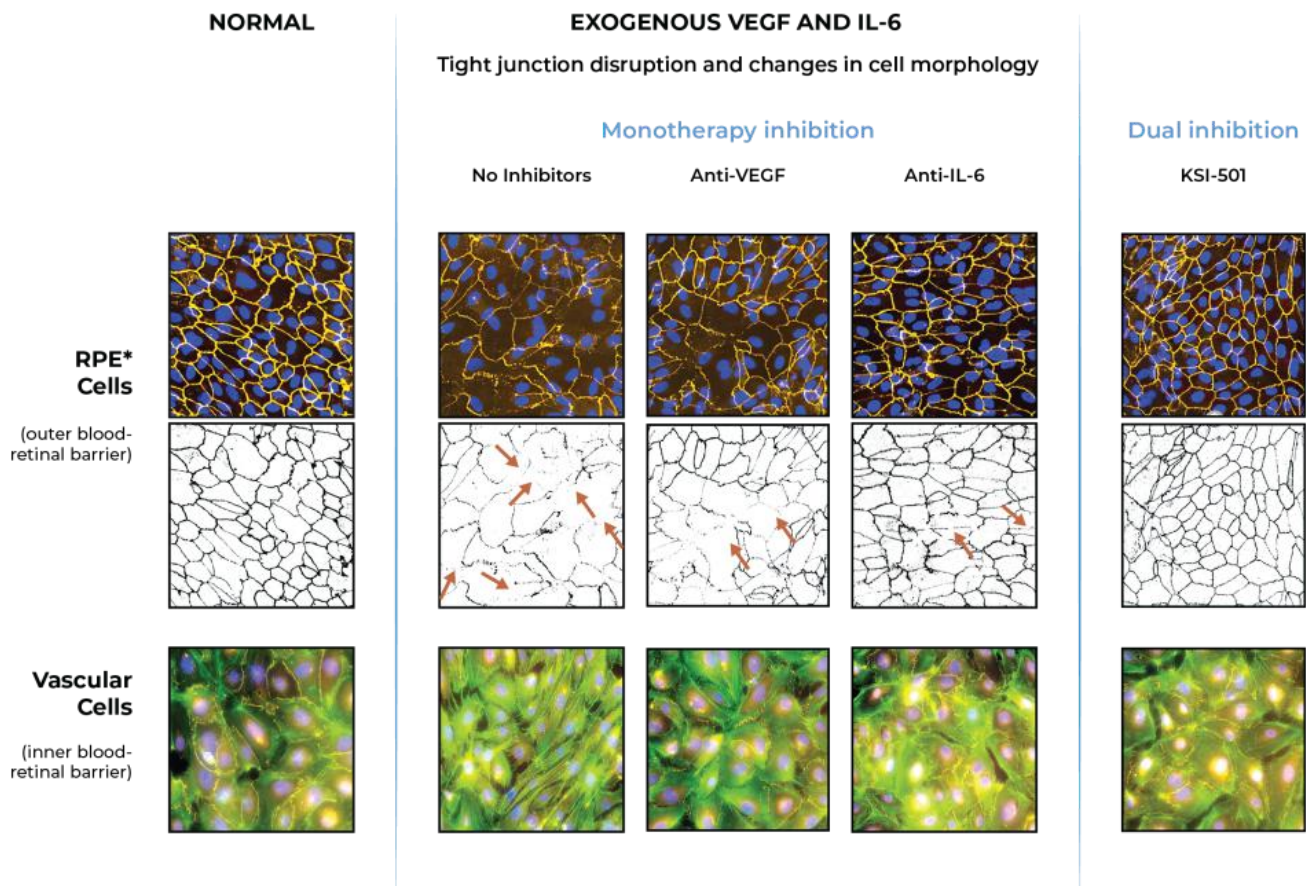 NORMAL
EXOGENOUS VEGF AND IL-6
Tight junction disruption and changes in cell morphology
Monotherapy inhibition
Dual inhibition
No Inhibitors
Anti-VEGF
Anti-IL-6
KSI-501
RPE*
Cells
(outer blood-
retinal barrier)
Vascular
Cells
(inner blood-
retinal barrier)